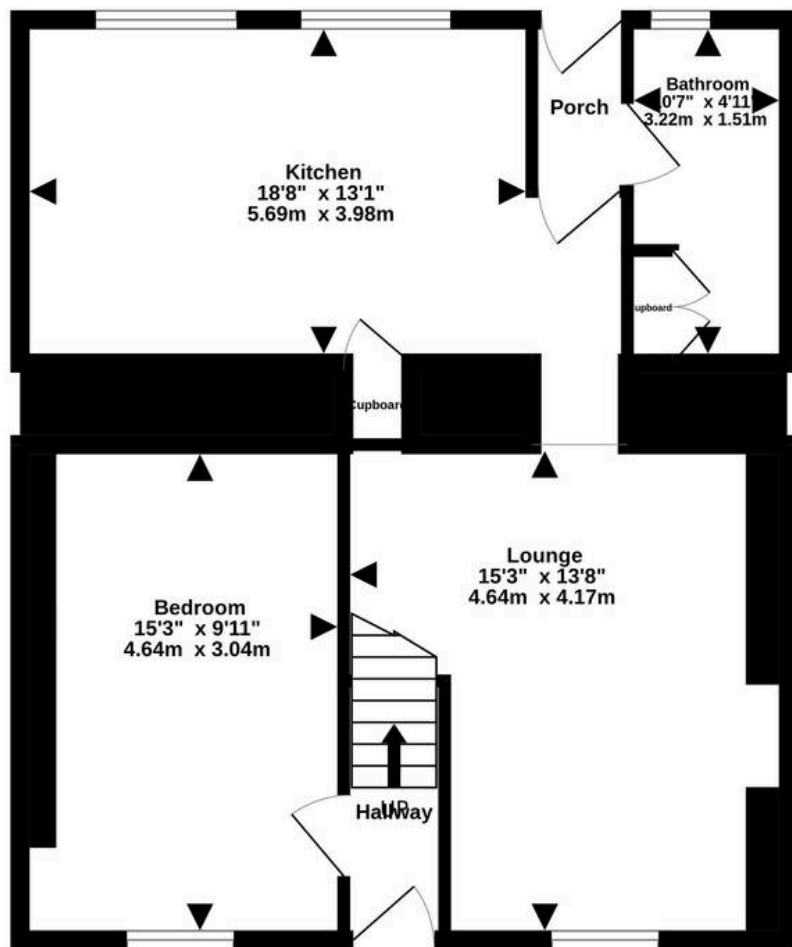 Bathroom
0'7" x 4'11"
3.22m x 1.51m
Porch
Kitchen
18'8" x 13'1"
5.69m x 3.98m
upboard
Cupboard
Lounge
15'3" x 13'8"
4.64m x 4.17m
Bedroom
15'3" x 9'11"
4.64m x 3.04m
UP
Hallway